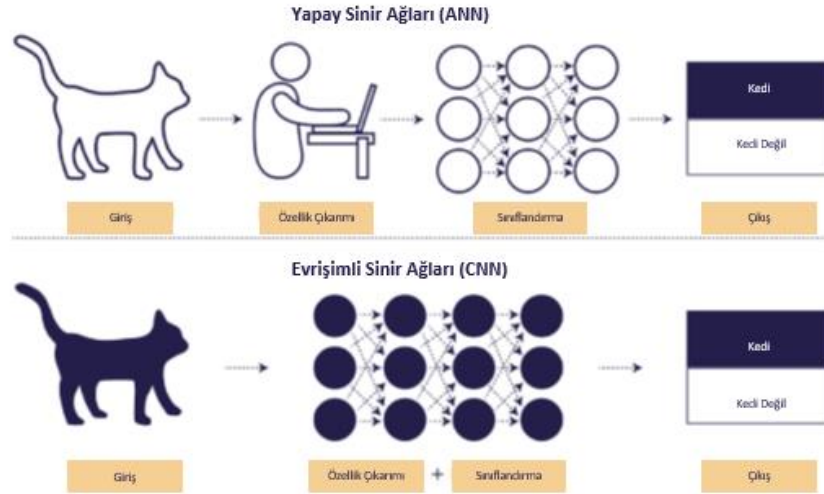 Yapay Sinir Ağları (ANN)
Kedi
Kedi Değil
Giriş
Özellik Çıkarımı
Sınıflandırma
Çıkış
Evrişimli Sinir Ağları (CNN)
Kedi
Kedi Değil
Giriş
Özellik Çıkarımı + Sınıflandırma
Çıkış